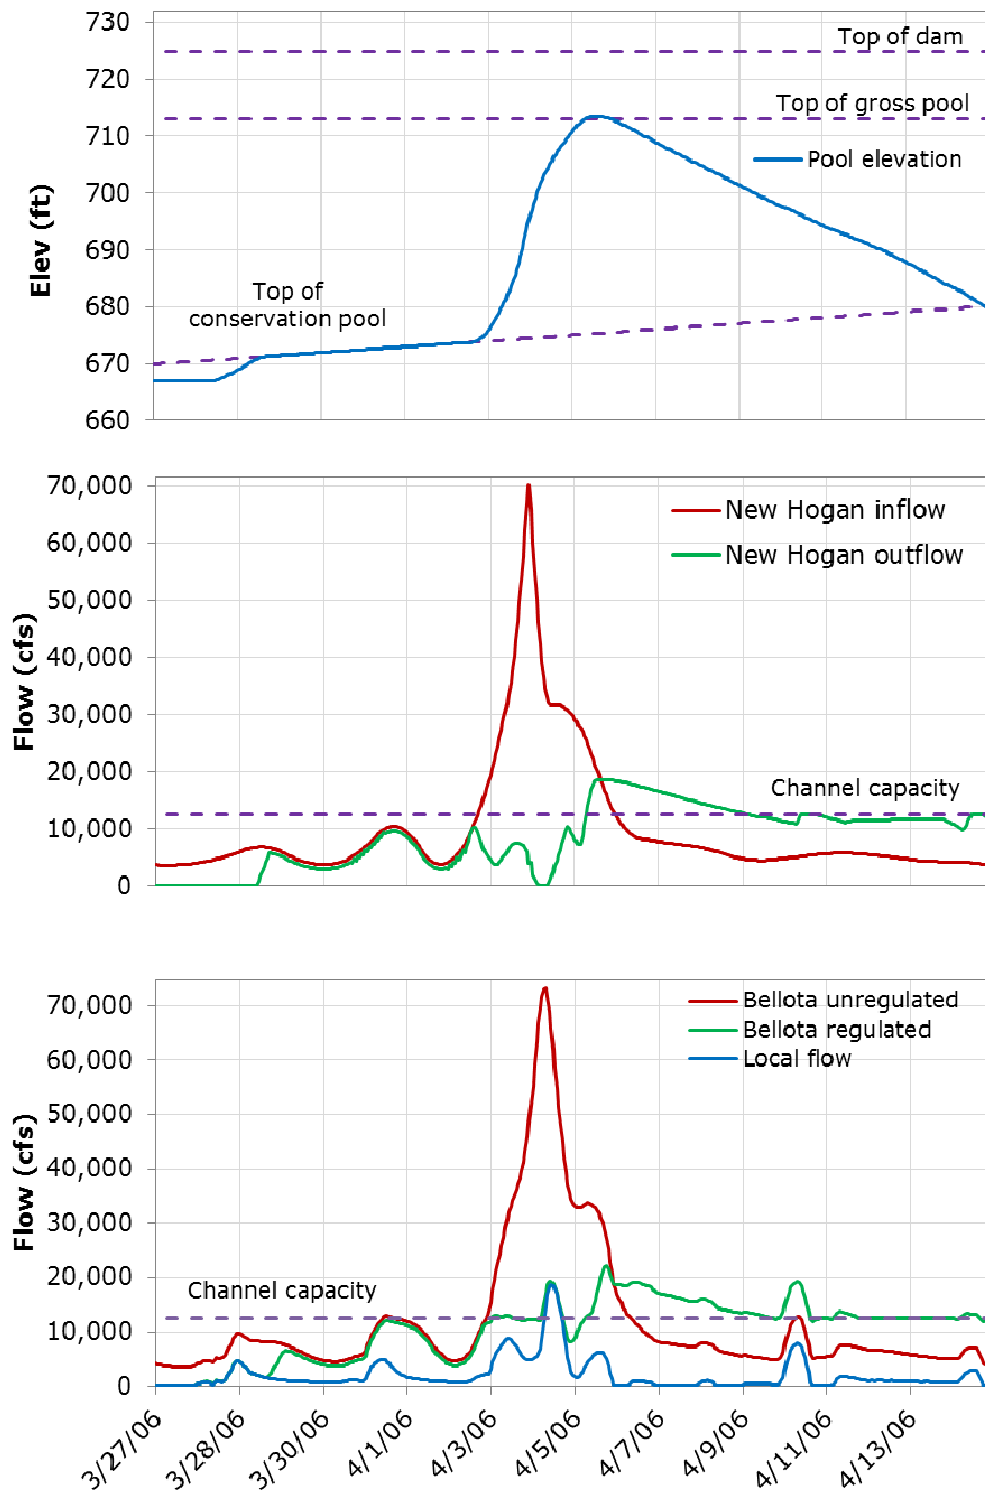 730
Top of dam
720
Top of gross pool
710
Pool elevation
700
Elev (ft)
690
Top of
conservation pool
680
670
660
70,000
New Hogan inflow
60,000
New Hogan outflow
50,000
40,000
Flow (cfs)
30,000
20,000
Channel capacity
10,000
0
70,000
Bellota unregulated
Bellota regulated
60,000
Local flow
50,000
40,000
Flow (cfs)
30,000
20,000
Channel capacity
10,000
0
3/27/06
3/28/06
3/30/06
4/1/06
4/3/06
4/5/06
4/7/06
4/9/06
4/11/06
4/13/06